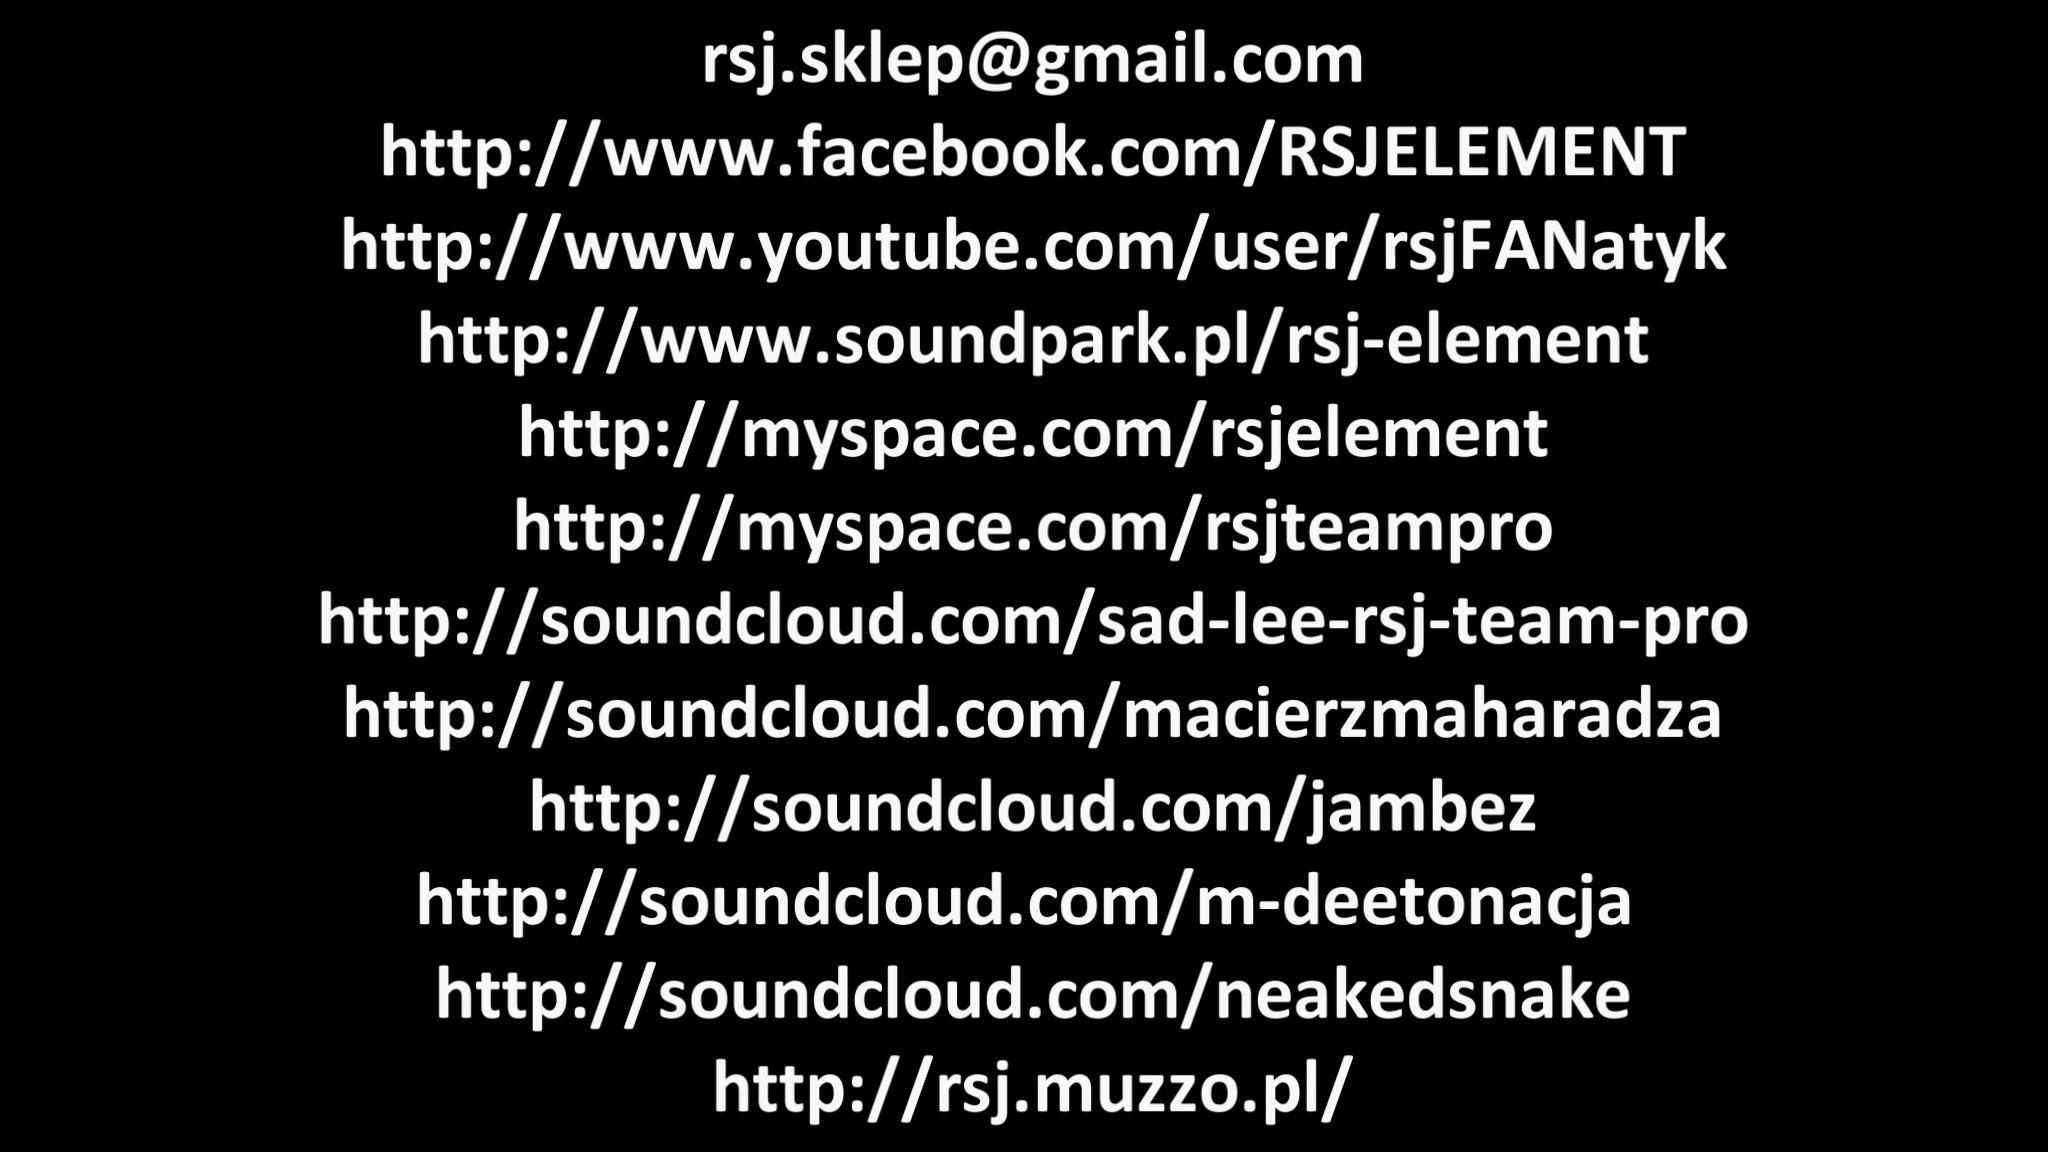 rsj.sklep@gmail.com
http://www.facebook.com/RSJELEMENT
http://www.youtube.com/user/rsjFANatyk
http://www.soundpark.pl/rsj-element
http://myspace.com/rsjelement
http://myspace.com/rsjteampro
http://soundcloud.com/sad-lee-rsj-team-pro
http://soundcloud.com/macierzmaharadza
http://soundcloud.com/jambez
http://soundcloud.com/m-deetonacja
http://soundcloud.com/neakedsnake
http://rsj.muzzo.pl/